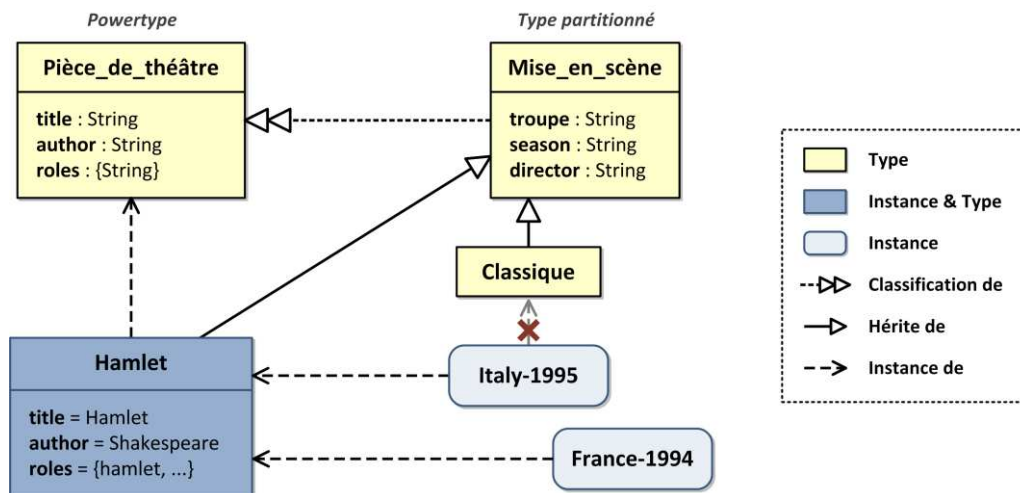 Powertype
Type partitionné
Pièce_de_théâtre
title : String
author : String
roles : {String}
Mise_en_scène
troupe : String
season : String
director : String
Classique
Hamlet
title = Hamlet
author = Shakespeare
roles = {hamlet, ...}
Italy-1995
France-1994
Type
Instance & Type
Instance
Classification de
Hérite de
Instance de